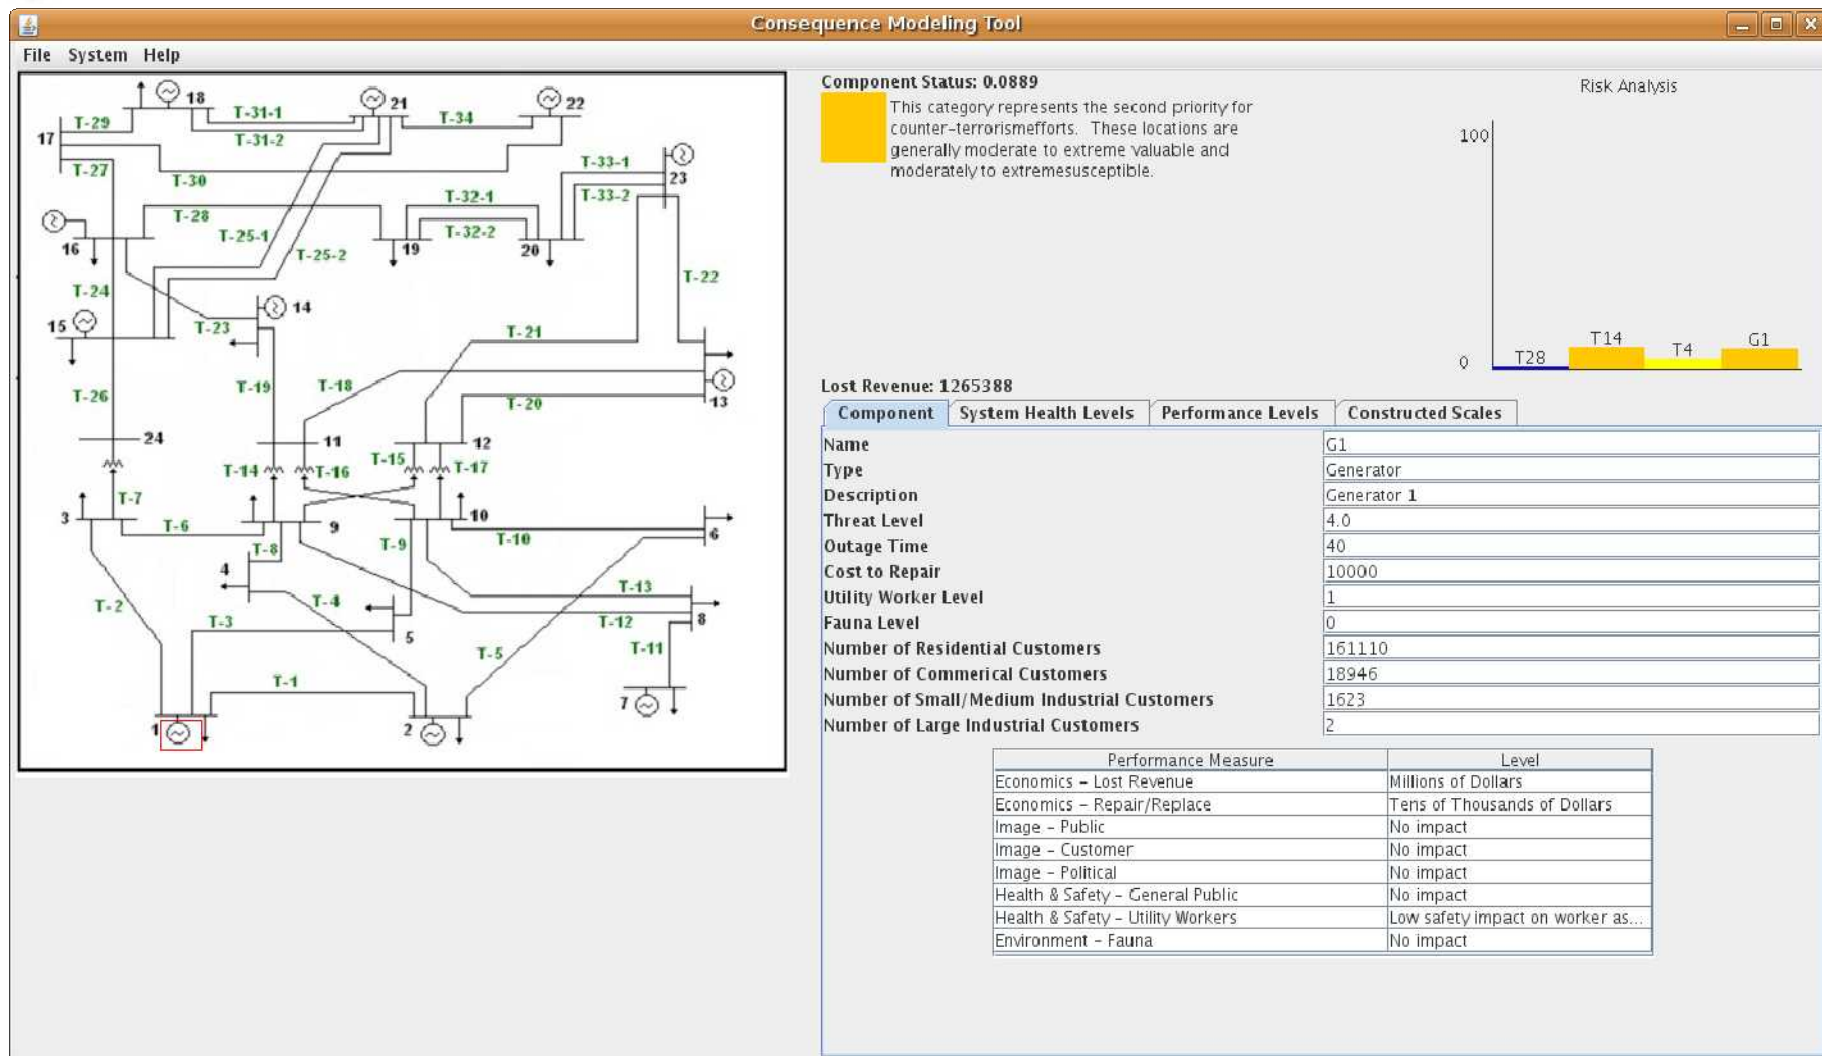 Consequence Modeling Tool
File System Help
18
T-31-1
21
22
T-29
T-34
17
T-31-2
T-27
T-30
T-33-1
23
T-32-1
T-33-2
T-28
T-25-1
T-32-2
16
19
20
T-25-2
T-22
T-24
14
15
T-23
T-21
T-19
T-18
T-26
T-20
13
24
11
12
T-15
T-14
T-16
T-17
T-7
3
T-6
9
10
T-8
T-9
T-10
6
4
T-2
T-4
T-13
T-3
T-12
8
5
T-5
T-11
T-1
7
1
2
Component Status: 0.0889
This category represents the second priority for
counter-terrorismefforts. These locations are
generally moderate to extreme valuable and
moderately to extremesusceptible.
Risk Analysis
100
0
T28
T14
T4
G1
Lost Revenue: 1265388
Component System Health Levels Performance Levels Constructed Scales
Name G1
Type Generator
Description Generator 1
Threat Level 4.0
Outage Time 40
Cost to Repair 10000
Utility Worker Level 1
Fauna Level 0
Number of Residential Customers 161110
Number of Commerical Customers 18946
Number of Small/Medium Industrial Customers 1623
Number of Large Industrial Customers 2
Performance Measure Level
Economics - Lost Revenue Millions of Dollars
Economics - Repair/Replace Tens of Thousands of Dollars
Image - Public No impact
Image - Customer No impact
Image - Political No impact
Health & Safety - General Public No impact
Health & Safety - Utility Workers Low safety impact on worker as...
Environment - Fauna No impact